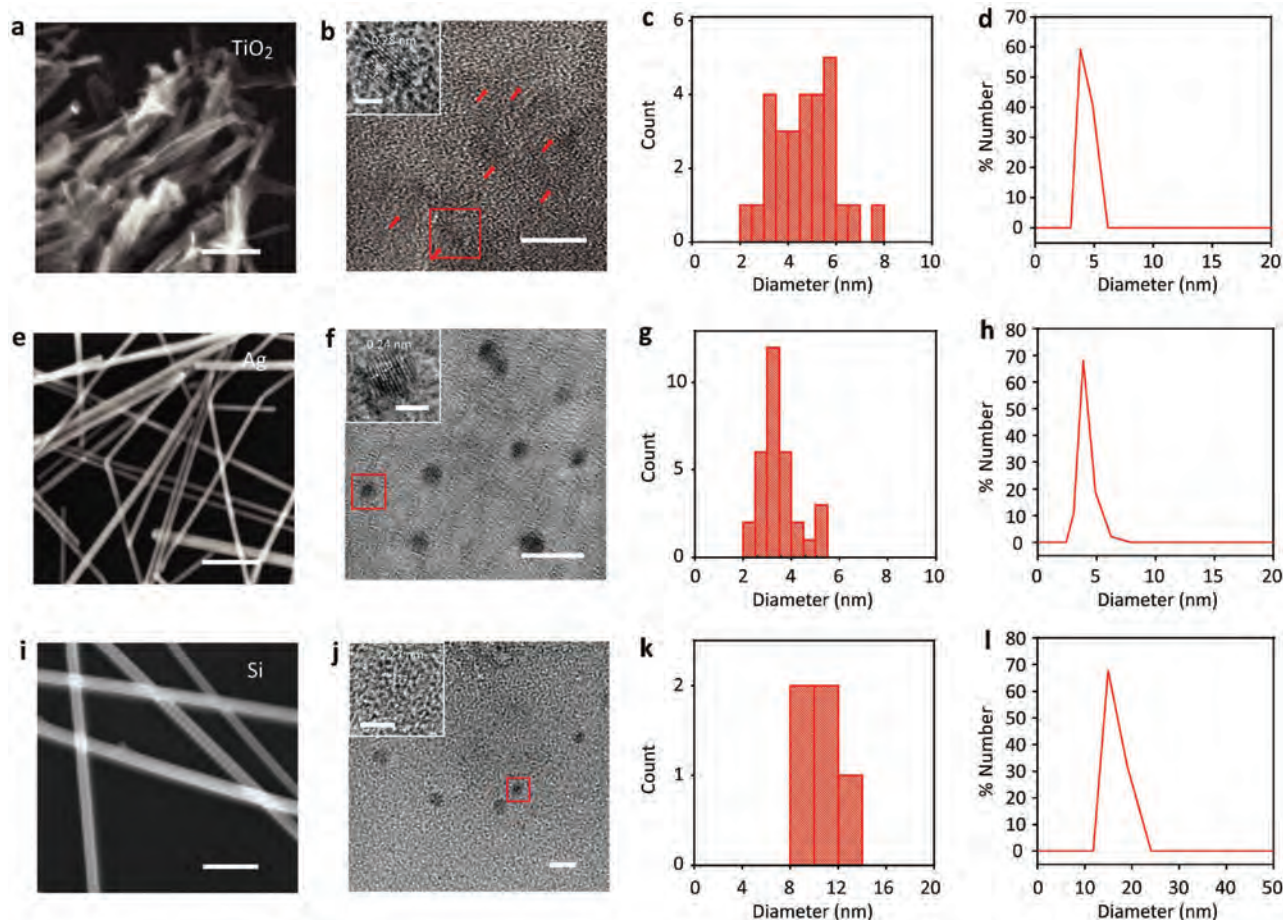 a
TiO₂
b
0.28 nm
c
6
4
2
0
Count
0 2 4 6 8 10
Diameter (nm)
d
70
60
50
40
30
20
10
0
% Number
0 5 10 15 20
Diameter (nm)
e
Ag
f
0.24 nm
g
10
5
0
Count
0 2 4 6 8 10
Diameter (nm)
h
80
70
60
50
40
30
20
10
0
% Number
0 5 10 15 20
Diameter (nm)
i
Si
j
k
2
1
0
Count
0 4 8 12 16 20
Diameter (nm)
l
80
70
60
50
40
30
20
10
0
% Number
0 10 20 30 40 50
Diameter (nm)